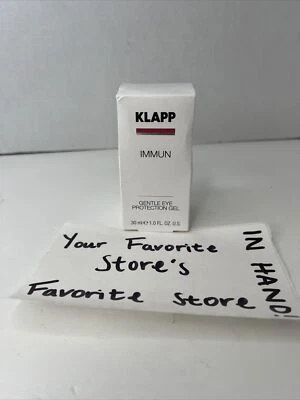 KLAPP
IMMUN
GENTLE EYE
PROTECTION GEL
30 ml e 1.0 FL. OZ. U.S.
Your Favorite
Store's
Favorite Store
IN HAND!